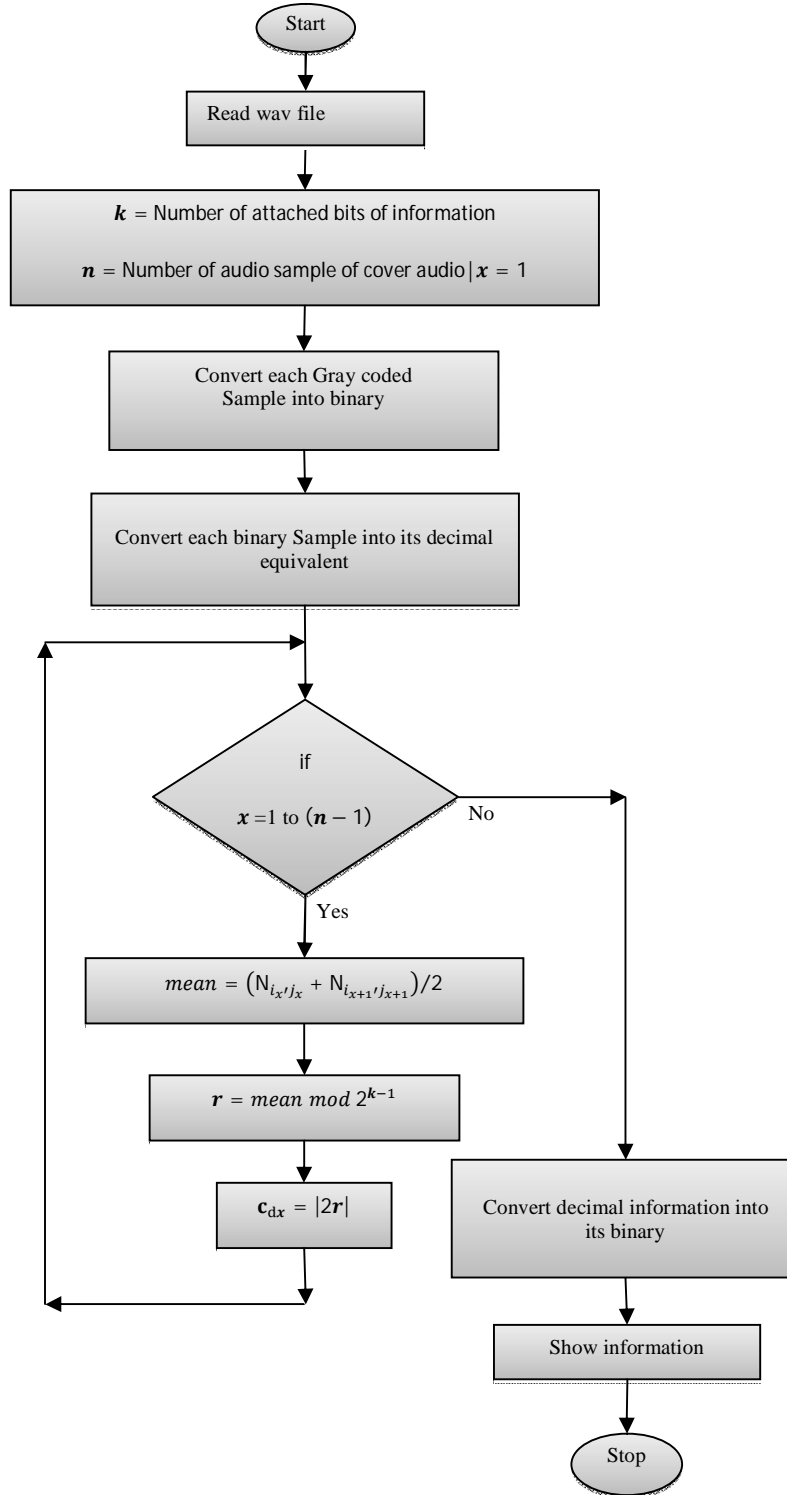 Start
Read wav file
k = Number of attached bits of information
n = Number of audio sample of cover audio|x = 1
Convert each Gray coded
Sample into binary
Convert each binary Sample into its decimal
equivalent
if
x =1 to (n − 1)
No
Yes
mean = (N_{i_x′j_x} + N_{i_{x+1}′j_{x+1}})/2
r = mean mod 2^{k−1}
c_{dx} = |2r|
Convert decimal information into
its binary
Show information
Stop